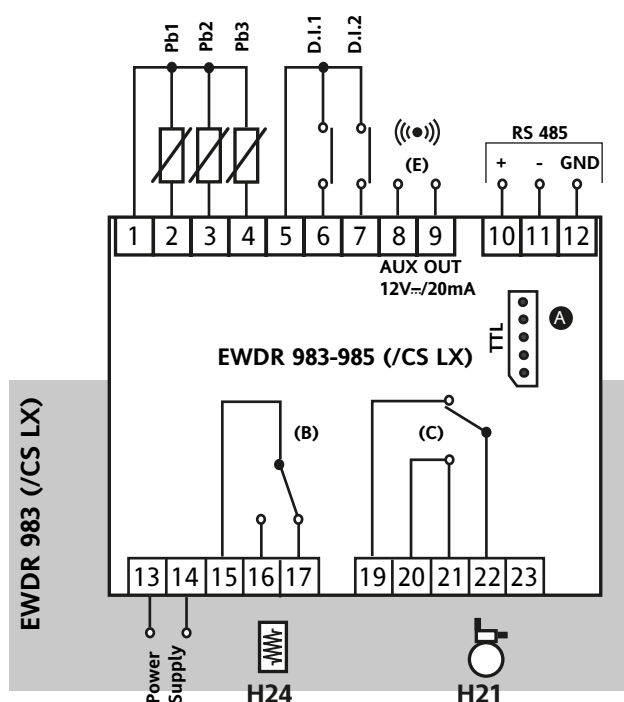 Pb1 Pb2 Pb3 D.I.1 D.I.2
RS 485
(E) + - GND
1 2 3 4 5 6 7 8 9 10 11 12
AUX OUT
12V⎓/20mA
TTL
A
EWDR 983-985 (/CS LX)
EWDR 983 (/CS LX)
(B) (C)
13 14 15 16 17 19 20 21 22 23
Power
Supply
H24 H21